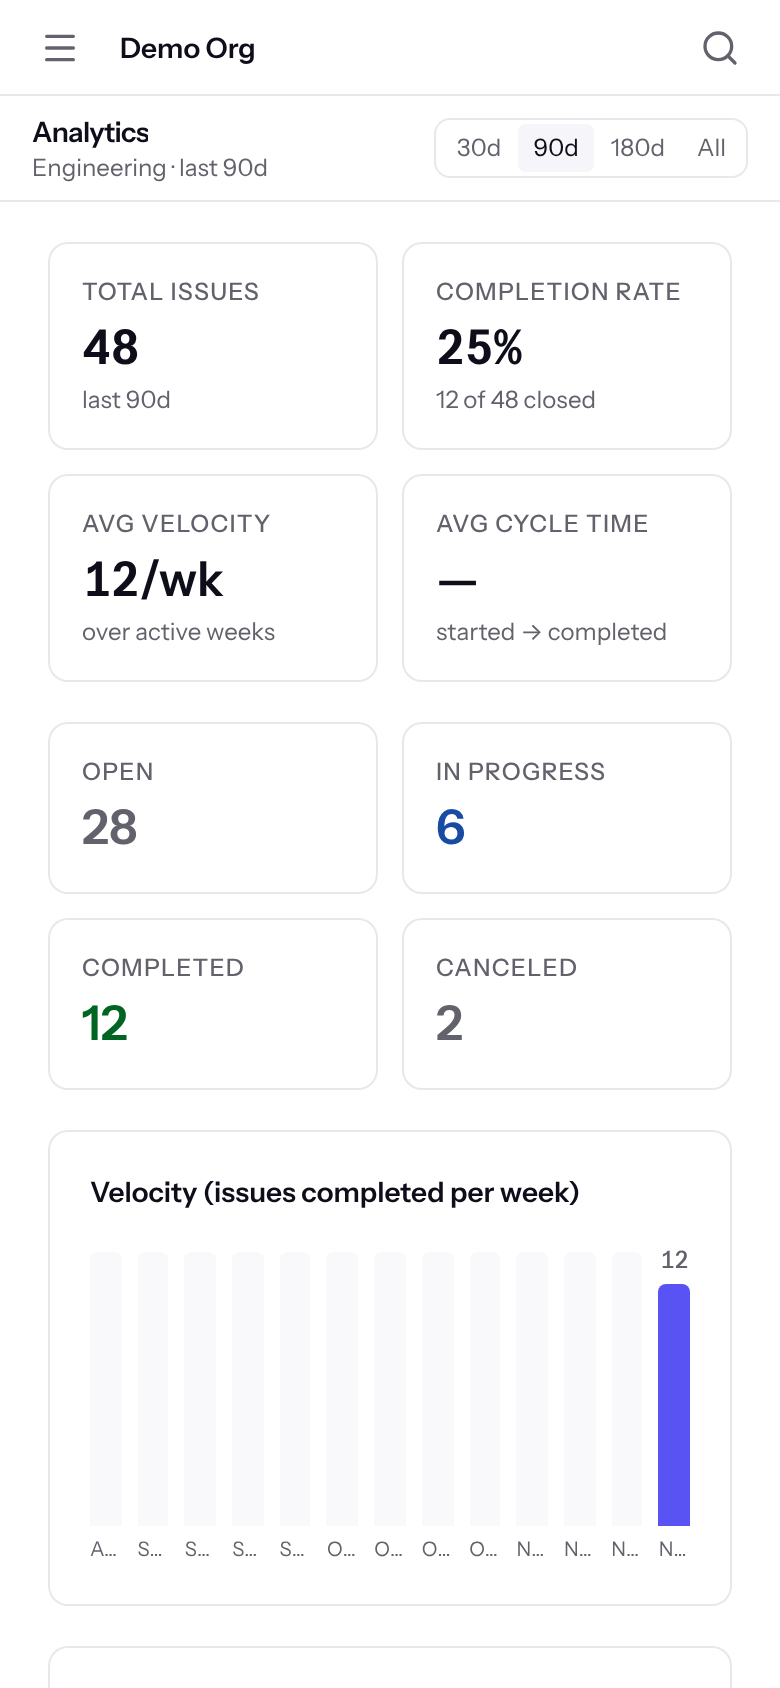 Demo Org
Analytics
Engineering · last 90d
30d 90d 180d All
TOTAL ISSUES
48
last 90d
COMPLETION RATE
25%
12 of 48 closed
AVG VELOCITY
12/wk
over active weeks
AVG CYCLE TIME
—
started → completed
OPEN
28
IN PROGRESS
6
COMPLETED
12
CANCELED
2
Velocity (issues completed per week)
12
A... S... S... S... S... O... O... O... O... N... N... N... N...